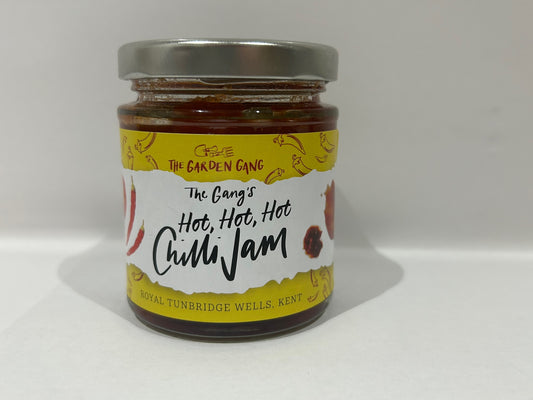 THE GARDEN GANG
The Gang's
Hot, Hot, Hot
Chilli Jam
ROYAL TUNBRIDGE WELLS, KENT